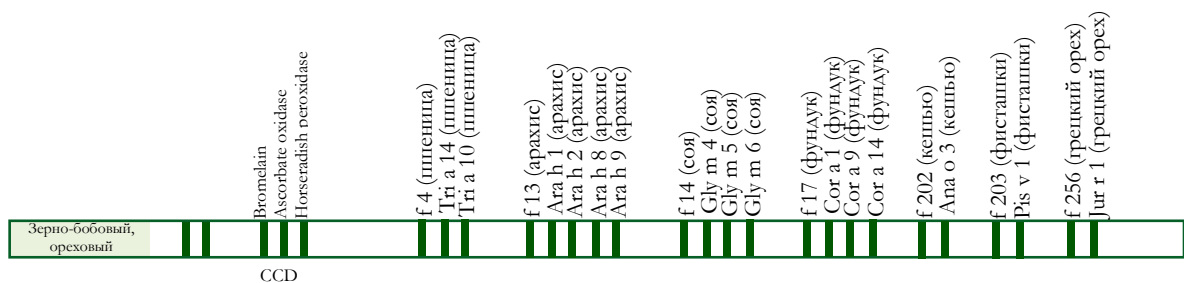 Bromelain
Ascorbate oxidase
Horseradish peroxidase
f 4 (пшеница)
Tri a 14 (пшеница)
Tri a 10 (пшеница)
f 13 (арахис)
Ara h 1 (арахис)
Ara h 2 (арахис)
Ara h 8 (арахис)
Ara h 9 (арахис)
f 14 (соя)
Gly m 4 (соя)
Gly m 5 (соя)
Gly m 6 (соя)
f 17 (фундук)
Cor a 1 (фундук)
Cor a 9 (фундук)
Cor a 14 (фундук)
f 202 (кешью)
Ana o 3 (кешью)
f 203 (фисташки)
Pis v 1 (фисташки)
f 256 (грецкий орех)
Jur r 1 (грецкий орех)
Зерно-бобовый,
ореховый
CCD